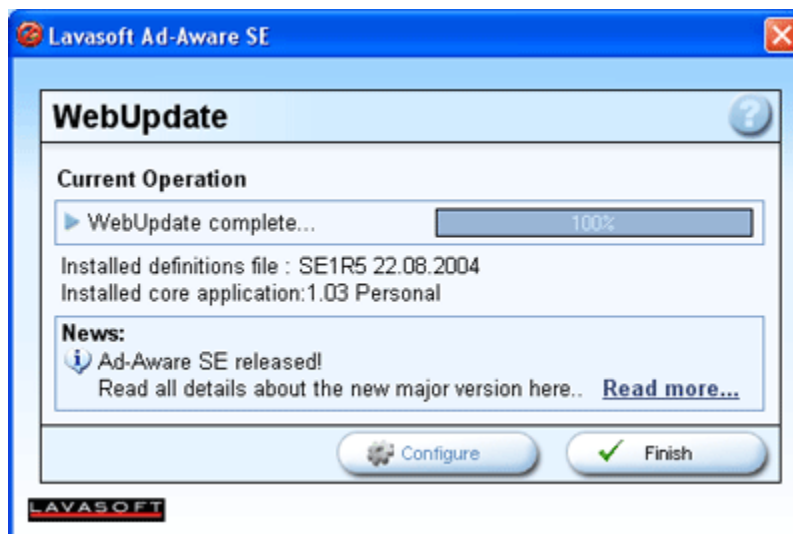 Lavasoft Ad-Aware SE
WebUpdate
?
Current Operation
WebUpdate complete...
100%
Installed definitions file : SE1R5 22.08.2004
Installed core application:1.03 Personal
News:
Ad-Aware SE released!
Read all details about the new major version here.. Read more...
Configure
Finish
LAVASOFT